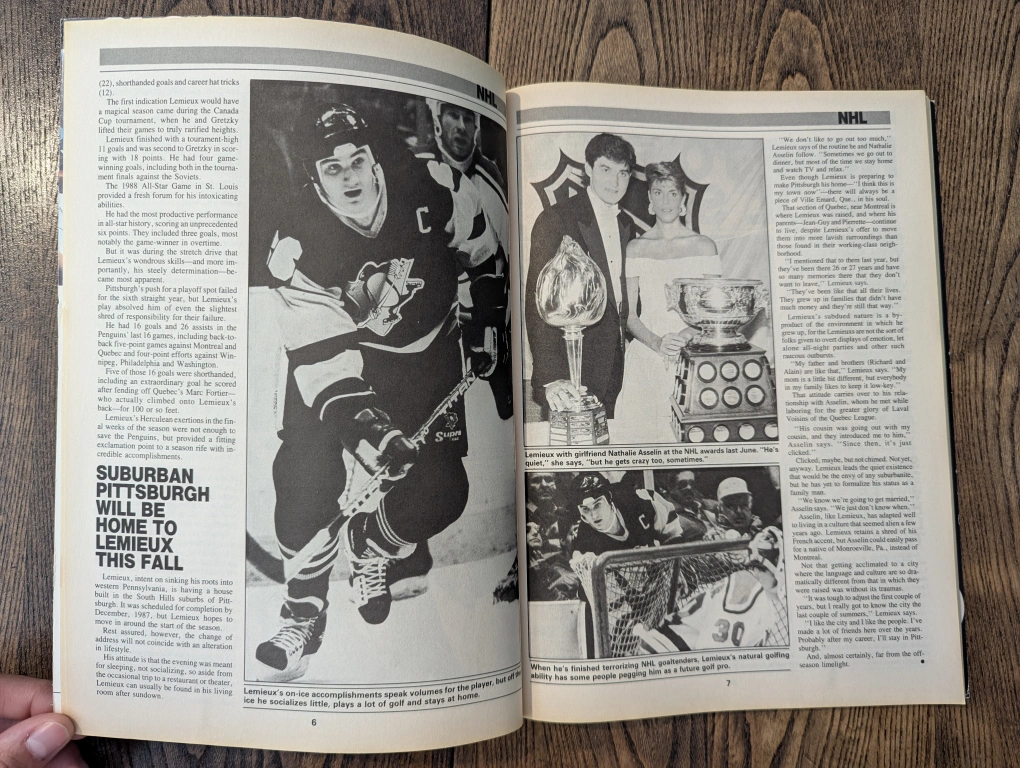 NHL
(22), shorthanded goals and career hat tricks
(12).
The first indication Lemieux would have
a magical season came during the Canada
Cup tournament, when he and Gretzky
lifted their games to truly rarified heights.
Lemieux finished with a tourament-high
11 goals and was second to Gretzky in scor-
ing with 18 points. He had four game-
winning goals, including both in the tourna-
ment finals against the Soviets.
The 1988 All-Star Game in St. Louis
provided a fresh forum for his intoxicating
abilities.
He had the most productive performance
in all-star history, scoring an unprecedented
six points. They included three goals, most
notably the game-winner in overtime.
But it was during the stretch drive that
Lemieux's wondrous skills—and more im-
portantly, his steely determination—be-
came most apparent.
Pittsburgh's push for a playoff spot failed
for the sixth straight year, but Lemieux's
play absolved him of even the slightest
shred of responsibility for their failure.
He had 16 goals and 26 assists in the
Penguins' last 16 games, including back-to-
back five-point games against Montreal and
Quebec and four-point efforts against Win-
nipeg, Philadelphia and Washington.
Five of those 16 goals were shorthanded,
including an extraordinary goal he scored
after fending off Quebec's Marc Fortier—
who actually climbed onto Lemieux's
back—for 100 or so feet.
Lemieux's Herculean exertions in the fin-
al weeks of the season were not enough to
save the Penguins, but provided a fitting
exclamation point to a season rife with in-
credible accomplishments.
SUBURBAN
PITTSBURGH
WILL BE
HOME TO
LEMIEUX
THIS FALL
Lemieux, intent on sinking his roots into
western Pennsylvania, is having a house
built in the South Hills suburbs of Pitt-
sburgh. It was scheduled for completion by
December, 1987, but Lemieux hopes to
move in around the start of the season.
Rest assured, however, the change of
address will not coincide with an alteration
in lifestyle.
His attitude is that the evening was meant
for sleeping, not socializing, so aside from
the occasional trip to a restaurant or theater,
Lemieux can usually be found in his living
room after sundown.
C
SUPRA
Lemieux's on-ice accomplishments speak volumes for the player, but off
ice he socializes little, plays a lot of golf and stays at home.
6
NHL
Lemieux with girlfriend Nathalie Asselin at the NHL awards last June. "He's
quiet," she says, "but he gets crazy too, sometimes."
C
30
When he's finished terrorizing NHL goaltenders, Lemieux's natural golfing
ability has some people pegging him as a future golf pro.
"We don't like to go out too much,"
Lemieux says of the routine he and Nathalie
Asselin follow. "Sometimes we go out to
dinner, but most of the time we stay home
and watch TV and relax."
Even though Lemieux is preparing to
make Pittsburgh his home—"I think this is
my town now"—there will always be a
piece of Ville Emard, Que., in his soul.
That section of Quebec, near Montreal is
where Lemieux was raised, and where his
parents—Jean-Guy and Pierrette—continue
to live, despite Lemieux's offer to move
them into more lavish surroundings than
those found in their working-class neigh-
borhood.
"I mentioned that to them last year, but
they've been there 26 or 27 years and have
so many memories there that they don't
want to leave," Lemieux says.
"They've been like that all their lives.
They grew up in families that didn't have
much money and they're still that way."
Lemieux's subdued nature is a by-
product of the environment in which he
grew up, for the Lemieuxs are not the sort of
folks given to overt displays of emotion, let
alone all-night parties and other such
raucous outbursts.
"My father and brothers (Richard and
Alain) are like that," Lemieux says. "My
mom is a little bit different, but everybody
in my family likes to keep it low-key."
That attitude carries over to his rela-
tionship with Asselin, whom he met while
laboring for the greater glory of Laval
Voisins of the Quebec League.
"His cousin was going out with my
cousin, and they introduced me to him,"
Asselin says. "Since then, it's just
clicked."
Clicked, maybe, but not chimed. Not yet,
anyway. Lemieux leads the quiet existence
that would be the envy of any suburbanite,
but he has yet to formalize his status as a
family man.
"We know we're going to get married,"
Asselin says. "We just don't know when."
Asselin, like Lemieux, has adapted well
to living in a culture that seemed alien a few
years ago. Lemieux retains a shred of his
French accent, but Asselin could easily pass
for a native of Monroeville, Pa., instead of
Montreal.
Not that getting acclimated to a city
where the language and culture are so dra-
matically different from that in which they
were raised was without its traumas.
"It was tough to adjust the first couple of
years, but I really got to know the city the
last couple of summers," Lemieux says.
"I like the city and I like the people. I've
made a lot of friends here over the years.
Probably after my career, I'll stay in Pitt-
sburgh."
And, almost certainly, far from the off-
season limelight.
7